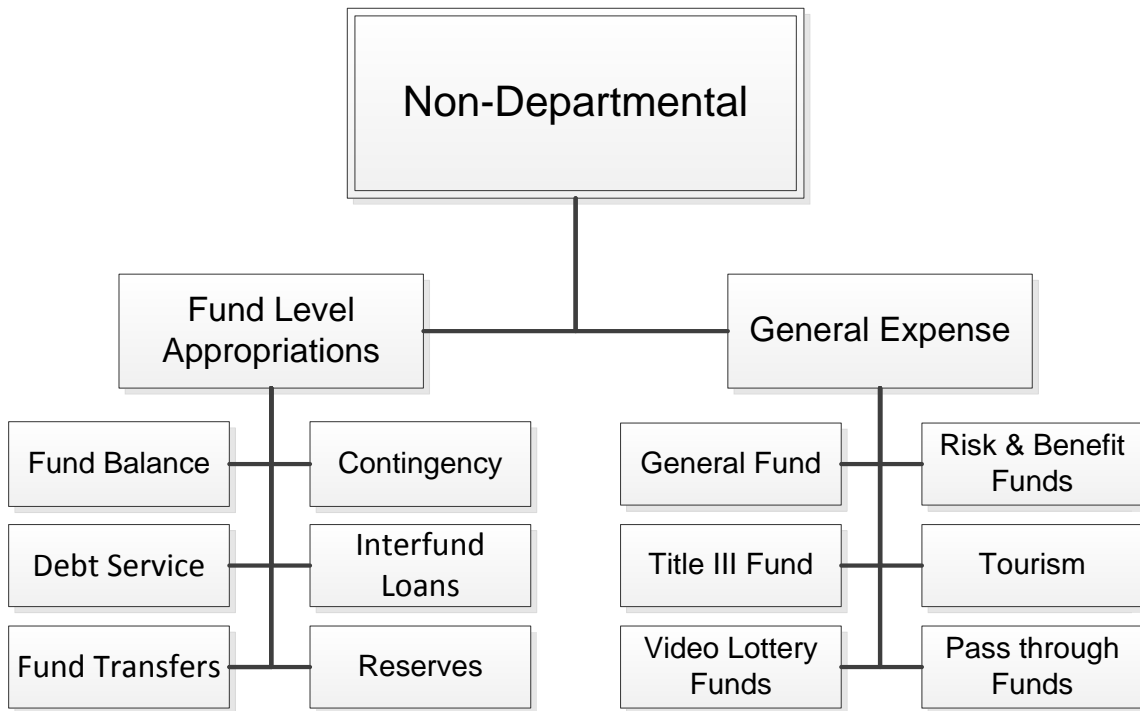 Non-Departmental
Fund Level
Appropriations
General Expense
Fund Balance
Contingency
Debt Service
Interfund
Loans
Fund Transfers
Reserves
General Fund
Risk & Benefit
Funds
Title III Fund
Tourism
Video Lottery
Funds
Pass through
Funds